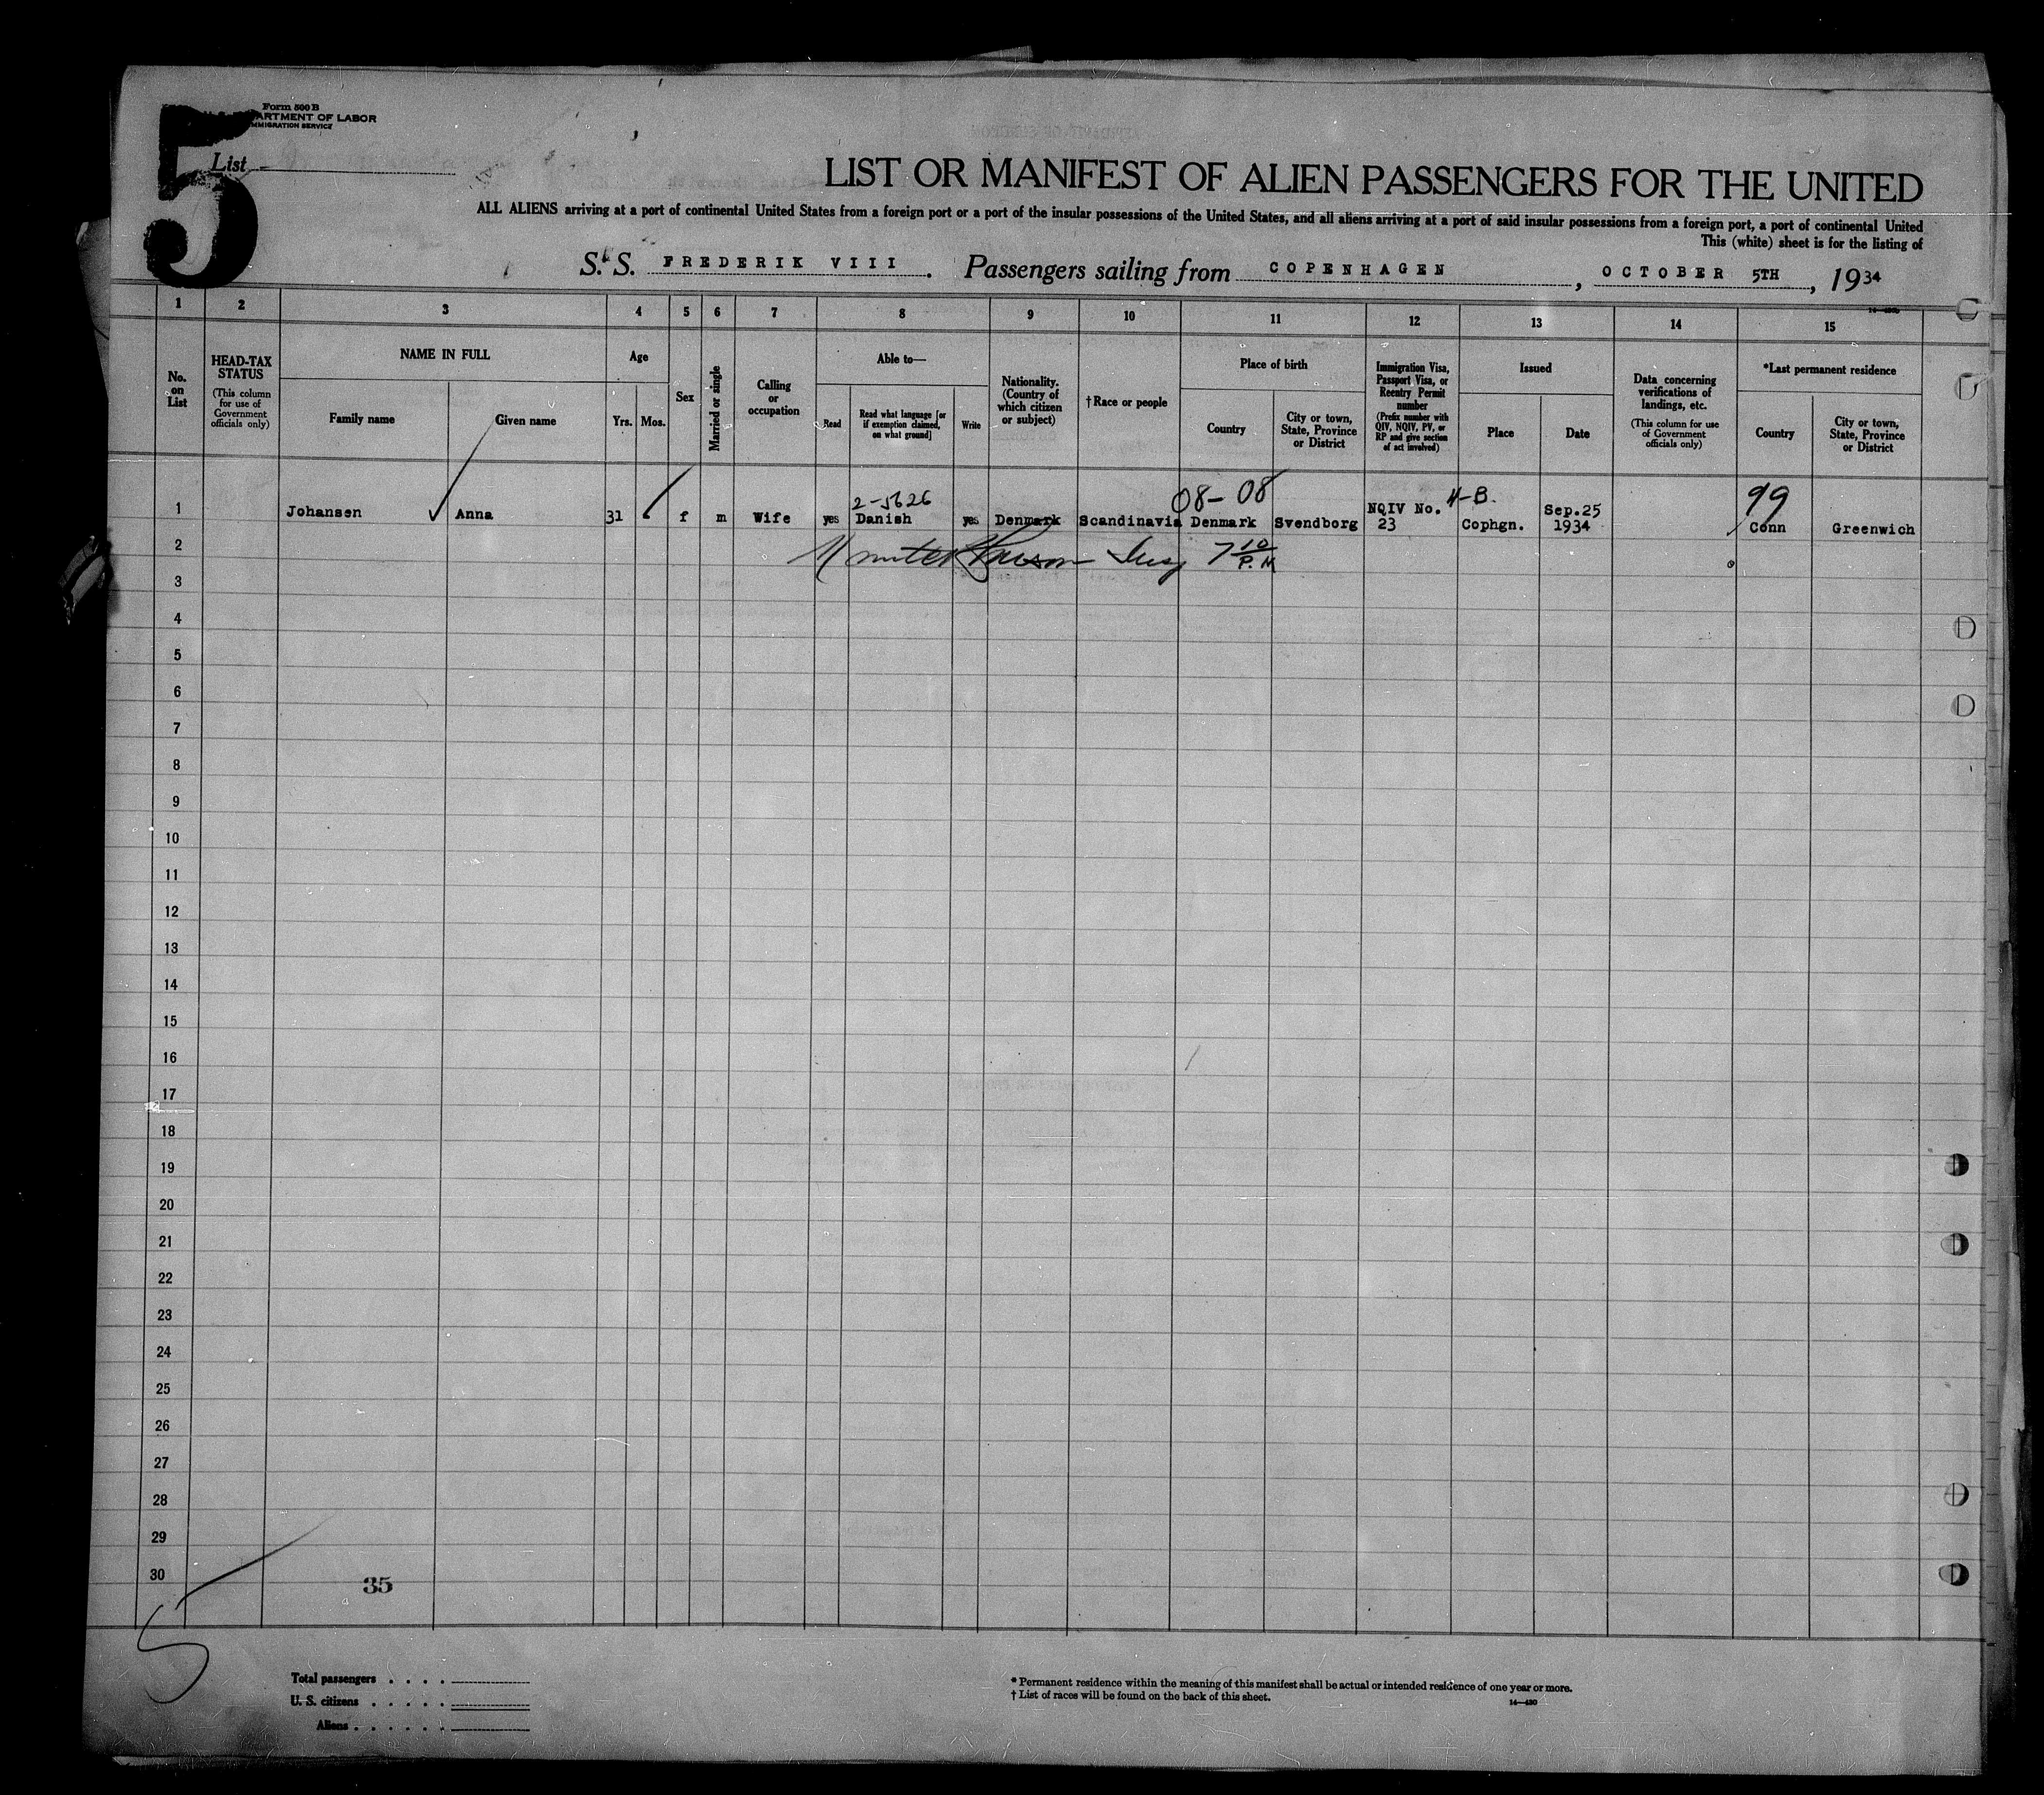 Form 500 B
ARTMENT OF LABOR
MMIGRATION SERVICE
5
List
LIST OR MANIFEST OF ALIEN PASSENGERS FOR THE UNITED
ALL ALIENS arriving at a port of continental United States from a foreign port or a port of the insular possessions of the United States, and all aliens arriving at a port of said insular possessions from a foreign port, a port of continental United
This (white) sheet is for the listing of
S. S. FREDERIK VIII. Passengers sailing from COPENHAGEN, OCTOBER 5TH, 1934
1 2 3 4 5 6 7 8 9 10 11 12 13 14 15
No. on List
HEAD-TAX STATUS
(This column for use of Government officials only)
NAME IN FULL
Family name
Given name
Age
Yrs. Mos.
Sex
Married or single
Calling or occupation
Able to—
Read
Read what language [or if exemption claimed, on what ground]
Write
Nationality. (Country of which citizen or subject)
†Race or people
Place of birth
Country
City or town, State, Province or District
Immigration Visa, Passport Visa, or Reentry Permit number
(Prefix number with QIV, NQIV, PV, or RP and give section of act involved)
Issued
Place
Date
Data concerning verifications of landings, etc.
(This column for use of Government officials only)
*Last permanent residence
Country
City or town, State, Province or District
2-5626 08- 08 4-B. 99
1 Johansen Anna 31 f m Wife yes Danish yes Denmark Scandinavia Denmark Svendborg NQIV No. 23 Cophgn. Sep.25 1934 Conn Greenwich
7 10 P.M
2
3
4
5
6
7
8
9
10
11
12
13
14
15
16
17
18
19
20
21
22
23
24
25
26
27
28
29
30
35
5
Total passengers . . . .
U. S. citizens . . . . .
Aliens . . . . . .
* Permanent residence within the meaning of this manifest shall be actual or intended residence of one year or more.
† List of races will be found on the back of this sheet.
14—430